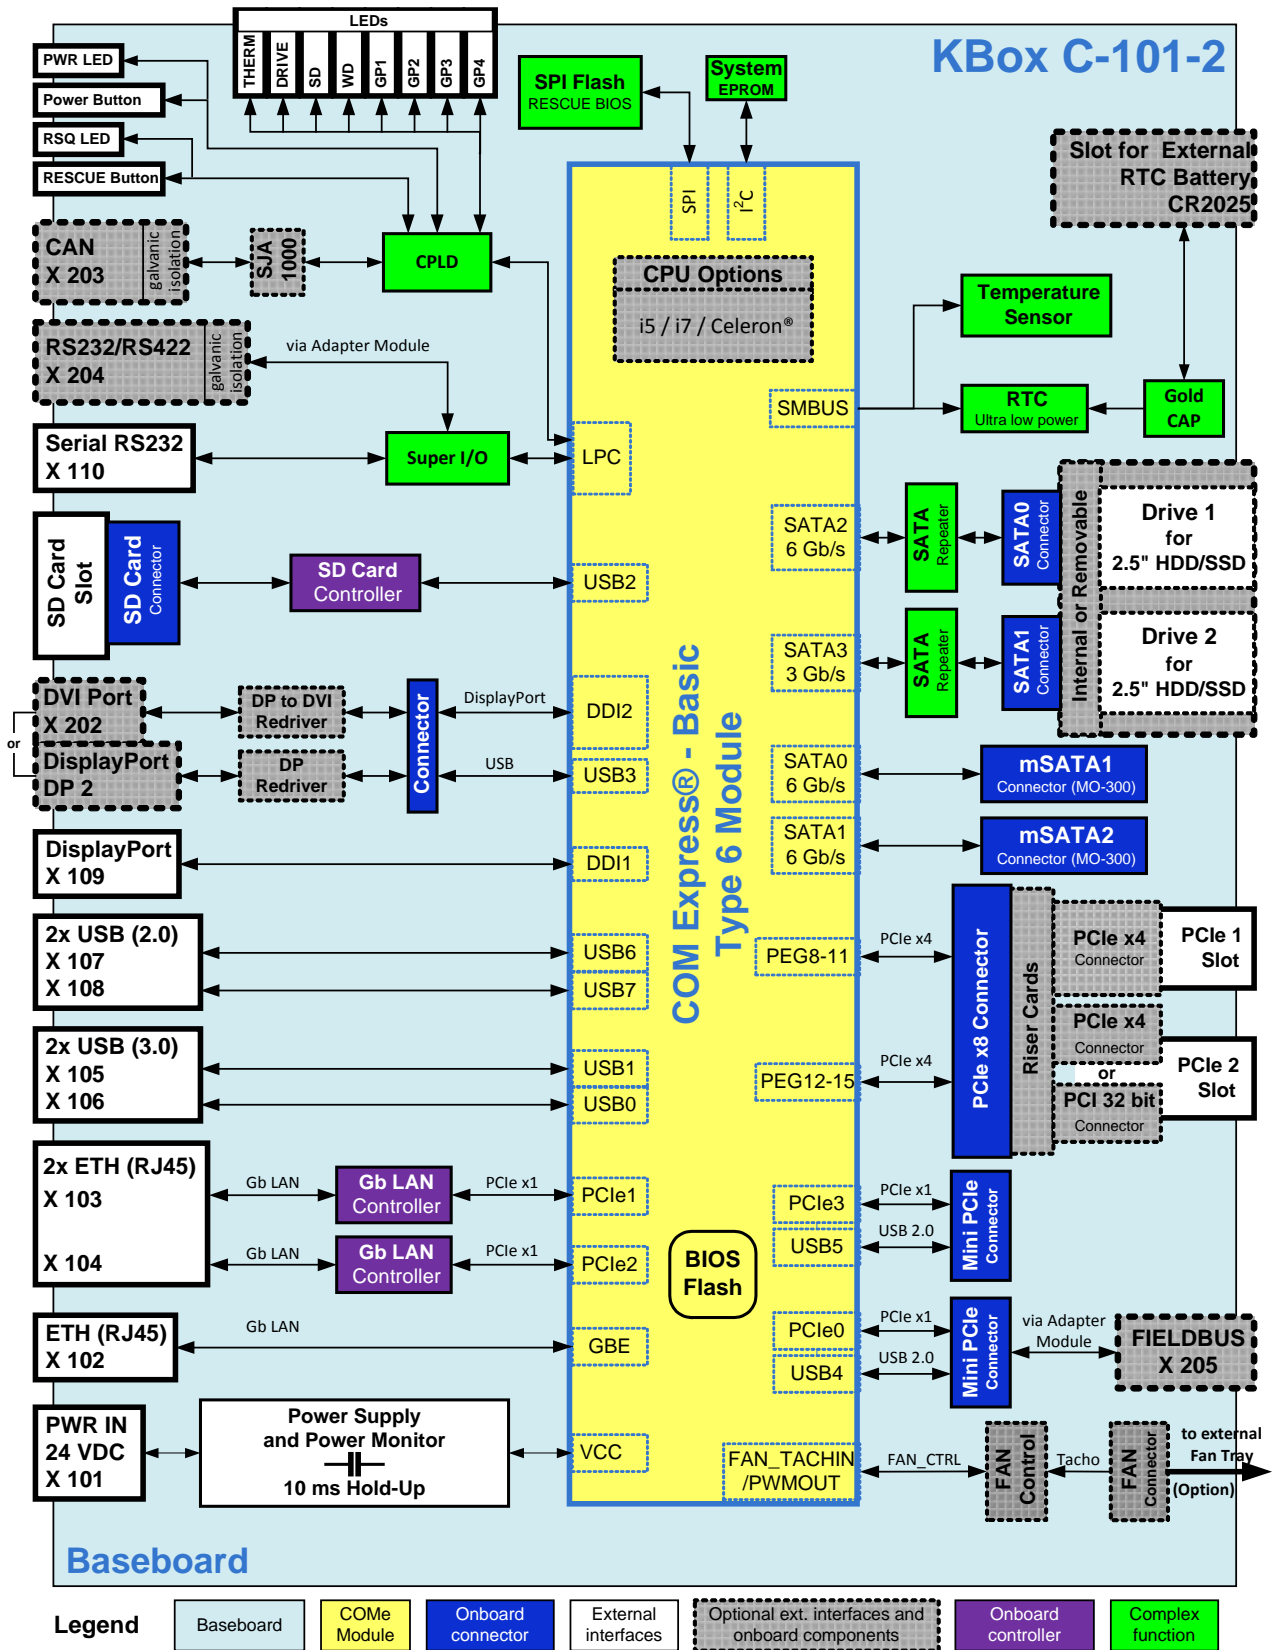 KBox C-101-2
LEDs
THERM
DRIVE
SD
WD
GP1
GP2
GP3
GP4
PWR LED
Power Button
RSQ LED
RESCUE Button
SPI Flash
RESCUE BIOS
System
EPROM
Slot for External
RTC Battery
CR2025
CAN
X 203
galvanic
isolation
SJA
1000
CPLD
SPI
I²C
CPU Options
i5 / i7 / Celeron®
Temperature
Sensor
RS232/RS422
X 204
galvanic
isolation
via Adapter Module
SMBUS
RTC
Ultra low power
Gold
CAP
Serial RS232
X 110
Super I/O
LPC
SD Card
Slot
SD Card
Connector
SD Card
Controller
USB2
SATA2
6 Gb/s
SATA
Repeater
SATA0
Connector
Internal or Removable
Drive 1
for
2.5" HDD/SSD
SATA3
3 Gb/s
SATA
Repeater
SATA1
Connector
Drive 2
for
2.5" HDD/SSD
COM Express® - Basic
Type 6 Module
DVI Port
X 202
or
DisplayPort
DP 2
DP to DVI
Redriver
DP
Redriver
Connector
DisplayPort
USB
DDI2
USB3
SATA0
6 Gb/s
mSATA1
Connector (MO-300)
SATA1
6 Gb/s
mSATA2
Connector (MO-300)
DisplayPort
X 109
DDI1
2x USB (2.0)
X 107
X 108
USB6
USB7
PEG8-11
PCIe x4
PCIe x8 Connector
Riser Cards
PCIe x4
Connector
PCIe 1
Slot
PCIe x4
Connector
or
PCI 32 bit
Connector
PCIe 2
Slot
2x USB (3.0)
X 105
X 106
USB1
USB0
PEG12-15
PCIe x4
2x ETH (RJ45)
X 103
X 104
Gb LAN
Gb LAN
Controller
PCIe x1
PCIe1
Gb LAN
Gb LAN
Controller
PCIe x1
PCIe2
BIOS
Flash
PCIe3
USB5
PCIe x1
USB 2.0
Mini PCIe
Connector
ETH (RJ45)
X 102
Gb LAN
GBE
PCIe0
USB4
PCIe x1
USB 2.0
Mini PCIe
Connector
via Adapter
Module
FIELDBUS
X 205
PWR IN
24 VDC
X 101
Power Supply
and Power Monitor
10 ms Hold-Up
VCC
FAN_TACHIN
/PWMOUT
FAN_CTRL
FAN
Control
Tacho
FAN
Connector
to external
Fan Tray
(Option)
Baseboard
Legend
Baseboard
COMe
Module
Onboard
connector
External
interfaces
Optional ext. interfaces and
onboard components
Onboard
controller
Complex
function